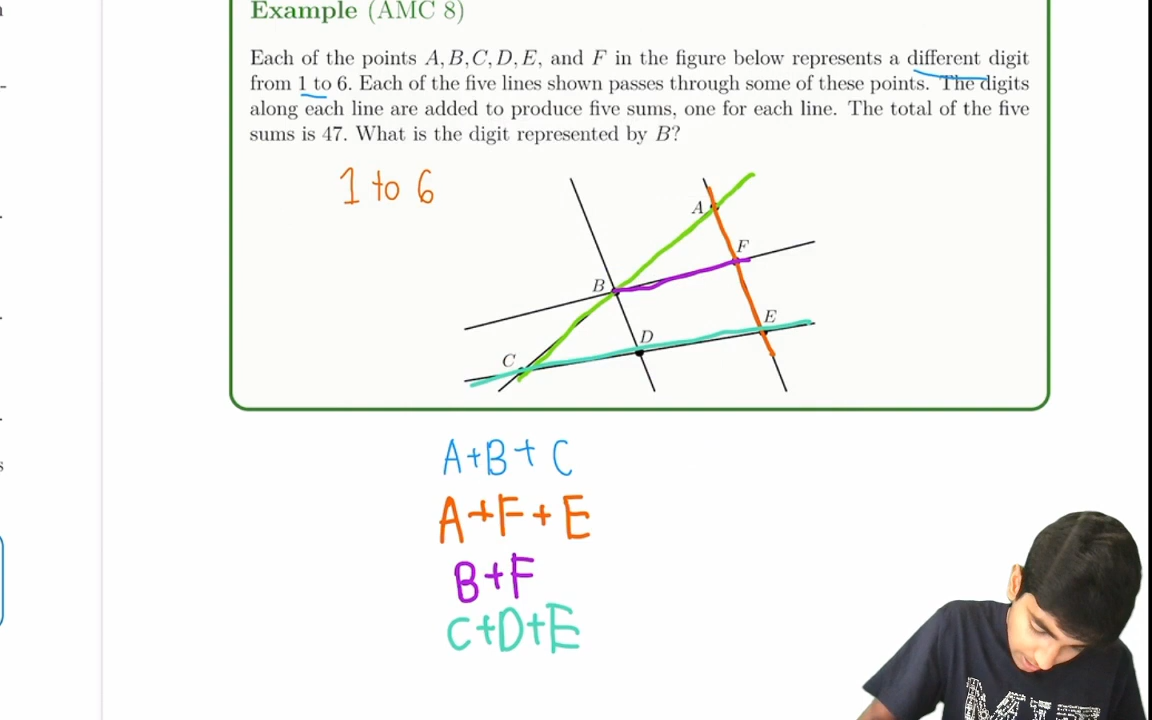 Example (AMC 8)
Each of the points A, B, C, D, E, and F in the figure below represents a different digit
from 1 to 6. Each of the five lines shown passes through some of these points. The digits
along each line are added to produce five sums, one for each line. The total of the five
sums is 47. What is the digit represented by B?
1 to 6
A
F
B
E
D
C
A+B+C
A+F+E
B+F
C+D+E